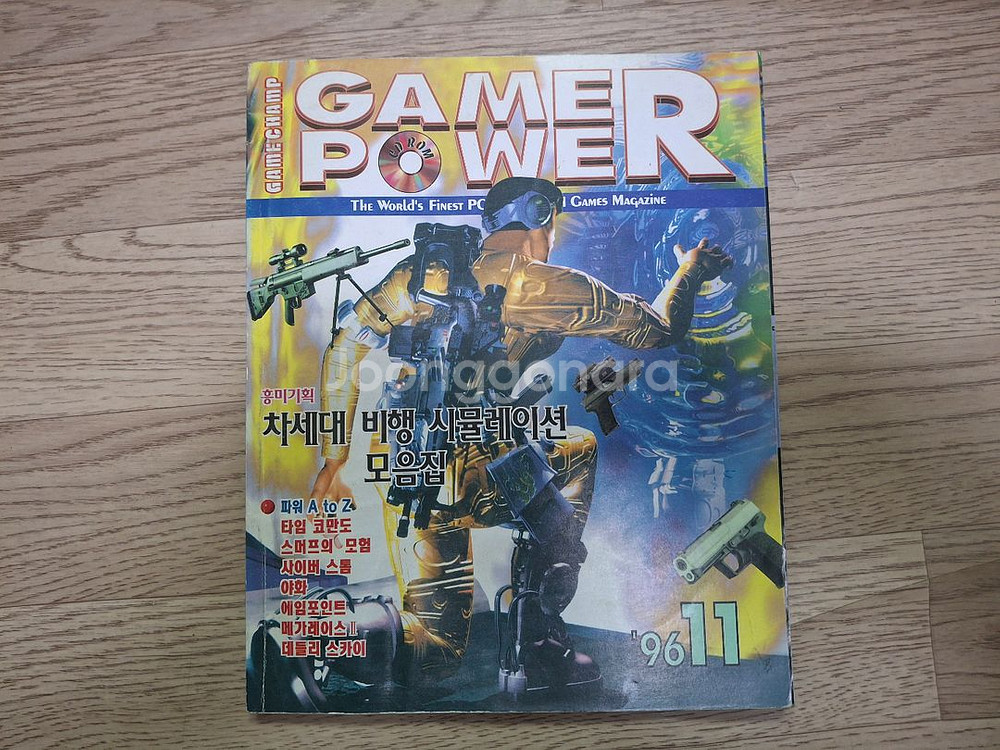 GAMECHAMP
GAMER
POWER
CD ROM
THE WORLD'S FINEST PC GAMES MAGAZINE
Joonggonara
흥미기획
차세대 비행 시뮬레이션
모음집
파워 A to Z
타임 코만도
스머프의 모험
사이버 스톰
야화
에임포인트
메가레이스 II
데들리 스카이
'96 11